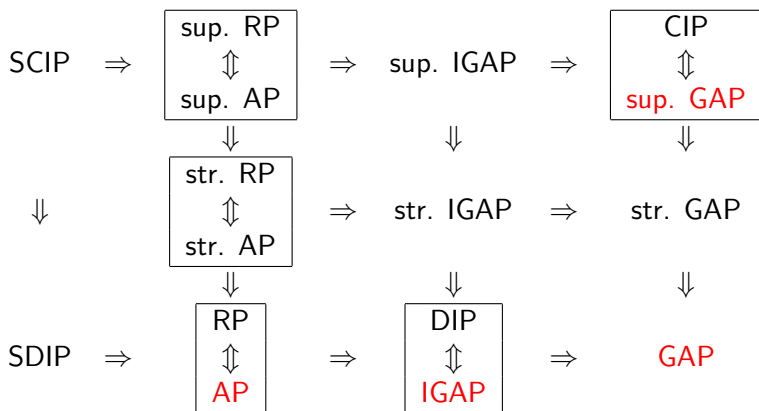 sup. RP CIP
SCIP ⇒ ⇕ ⇒ sup. IGAP ⇒ ⇕
sup. AP sup. GAP
⇓ ⇓ ⇓
str. RP
⇓ ⇕ ⇒ str. IGAP ⇒ str. GAP
str. AP
⇓ ⇓ ⇓
RP DIP
SDIP ⇒ ⇕ ⇒ ⇕ ⇒ GAP
AP IGAP